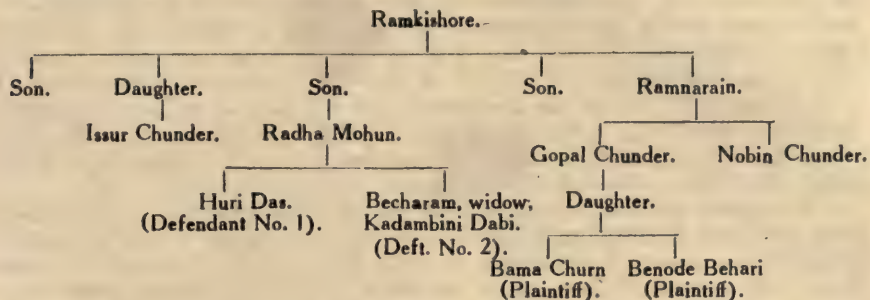 Ramkishore.
Son. Daughter. Son. Son. Ramnarain.
Issur Chunder. Radha Mohun.
Gopal Chunder. Nobin Chunder.
Huri Das. Becharam, widow, Daughter.
(Defendant No. 1). Kadambini Dabi.
(Deft. No. 2).
Bama Churn Benode Behari
(Plaintiff). (Plaintiff).